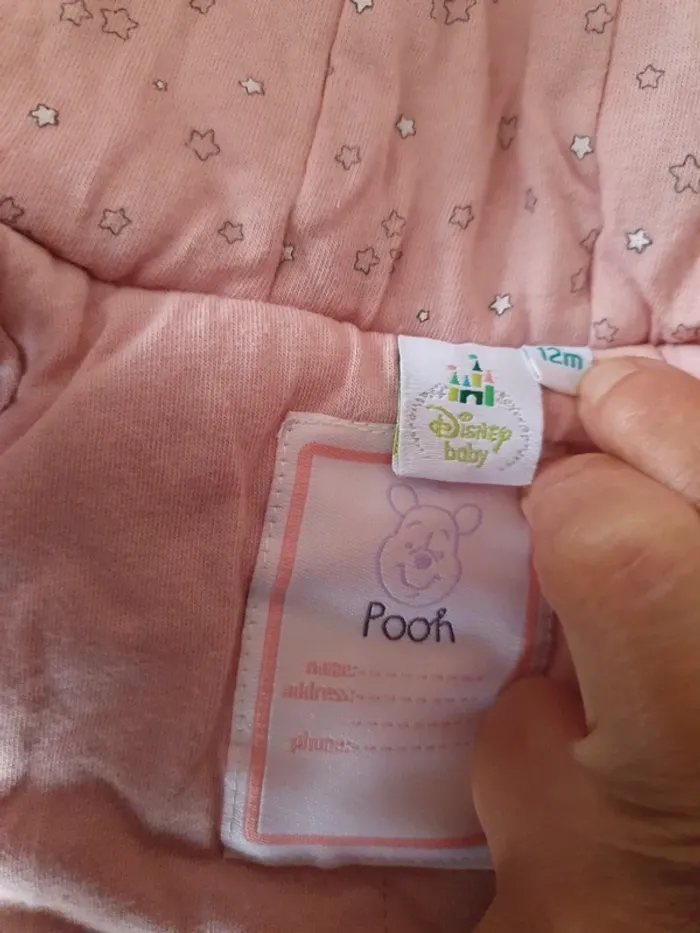 12m
Disney
baby
Pooh
name:
address:
phone: